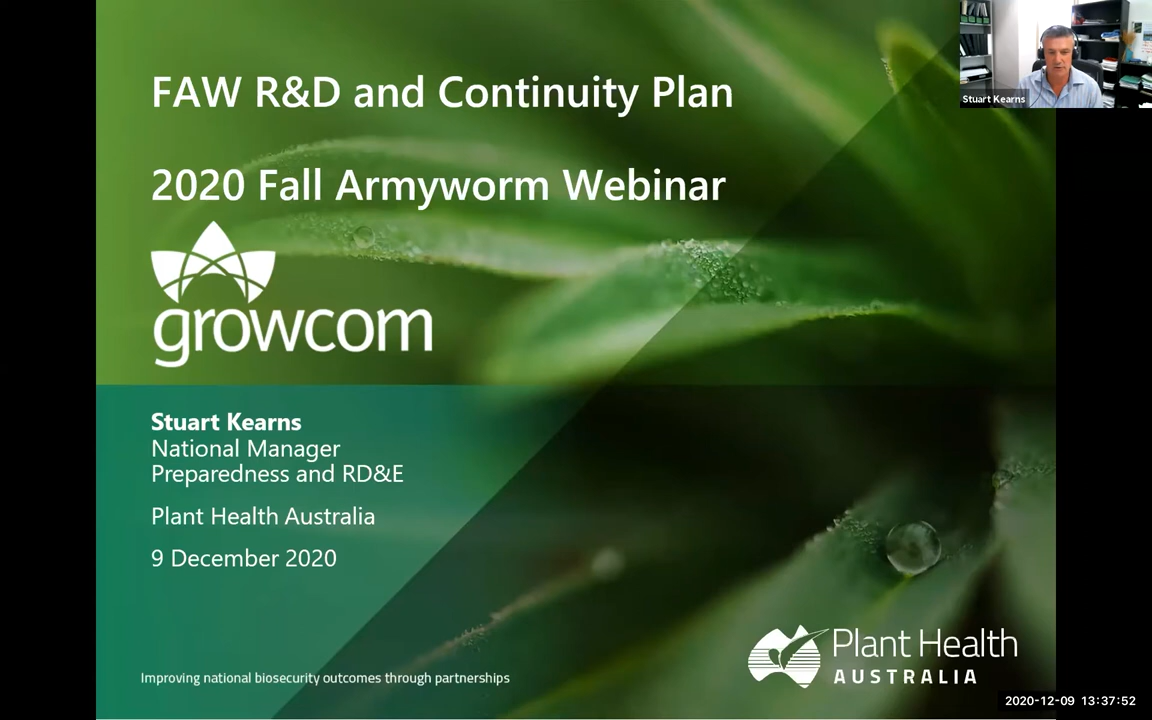 FAW R&D and Continuity Plan
2020 Fall Armyworm Webinar
growcom
Stuart Kearns
National Manager
Preparedness and RD&E
Plant Health Australia
9 December 2020
Improving national biosecurity outcomes through partnerships
Plant Health
AUSTRALIA
Stuart Kearns
2020-12-09 13:37:52